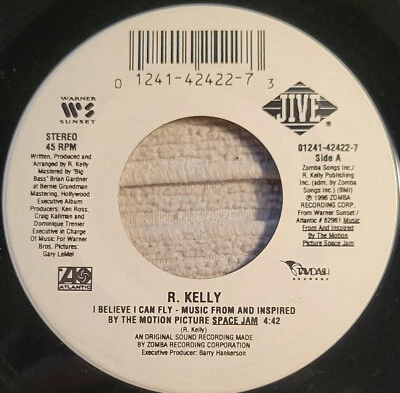 0 1241-42422-7 3
WARNER
WS
SUNSET
JIVE®
STEREO
45 RPM
Written, Produced and
Arranged by R. Kelly
Mastered by "Big
Bass" Brian Gardner
at Bernie Grundman
Mastering, Hollywood
Executive Album
Producers: Ken Ross,
Craig Kallman and
Dominique Trenier
Executive in Charge
Of Music For Warner
Bros. Pictures:
Gary LeMel
01241-42422-7
Side A
Zomba Songs Inc./
R. Kelly Publishing
Inc. (adm. by Zomba
Songs Inc.) (BMI)
℗ 1996 ZOMBA
RECORDING CORP.
From Warner Sunset /
Atlantic # 82961 Music
From And Inspired
By The Motion
Picture Space Jam
ATLANTIC
R. KELLY
I BELIEVE I CAN FLY - MUSIC FROM AND INSPIRED
BY THE MOTION PICTURE SPACE JAM 4:42
(R. Kelly)
AN ORIGINAL SOUND RECORDING MADE
BY ZOMBA RECORDING CORPORATION
Executive Producer: Barry Hankerson